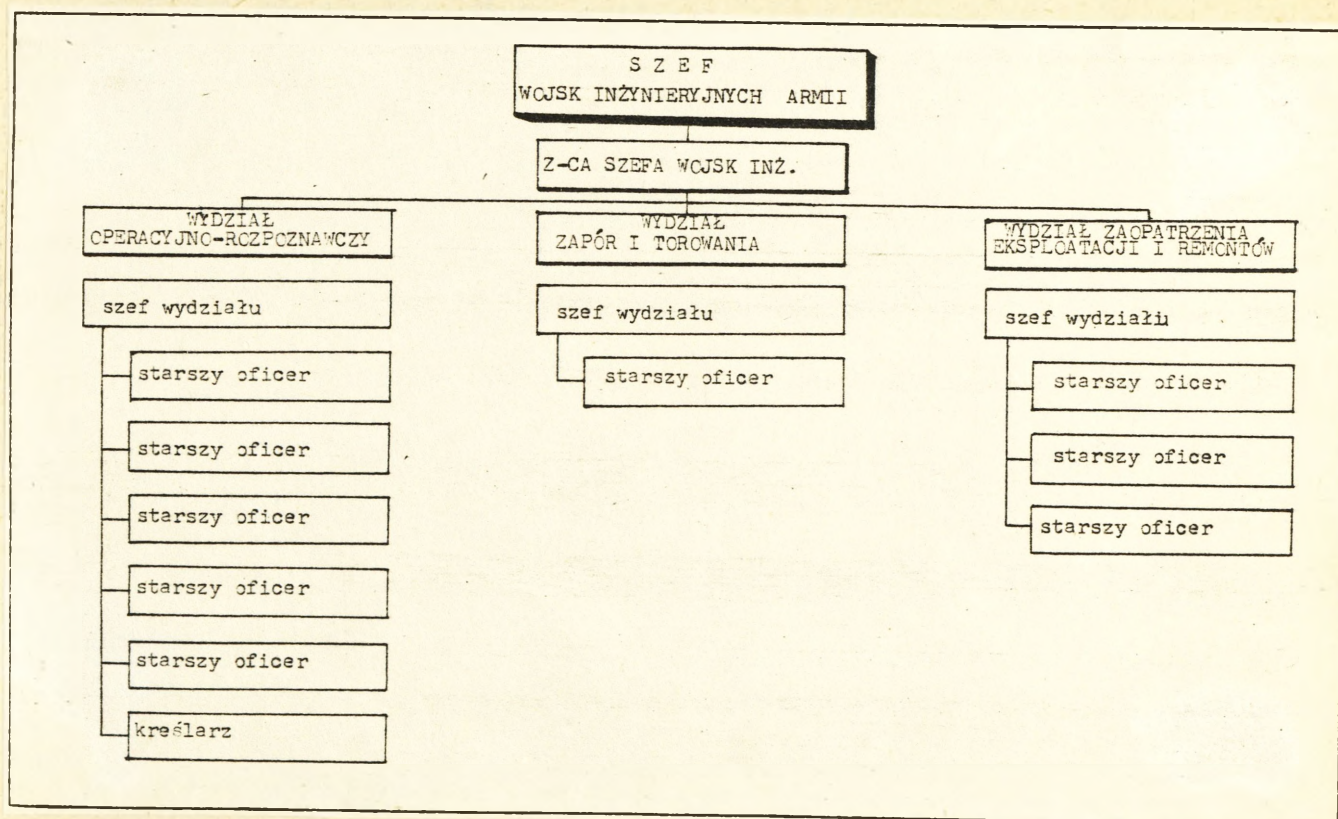 S Z E F
WOJSK INŻYNIERYJNYCH ARMII
Z-CA SZEFA WOJSK INŻ.
WYDZIAŁ
OPERACYJNO-ROZPOZNAWCZY
szef wydziału
starszy oficer
starszy oficer
starszy oficer
starszy oficer
starszy oficer
kreślarz
WYDZIAŁ
ZAPÓR I TOROWANIA
szef wydziału
starszy oficer
WYDZIAŁ ZAOPATRZENIA
EKSPLOATACJI I REMONTÓW
szef wydziału
starszy oficer
starszy oficer
starszy oficer